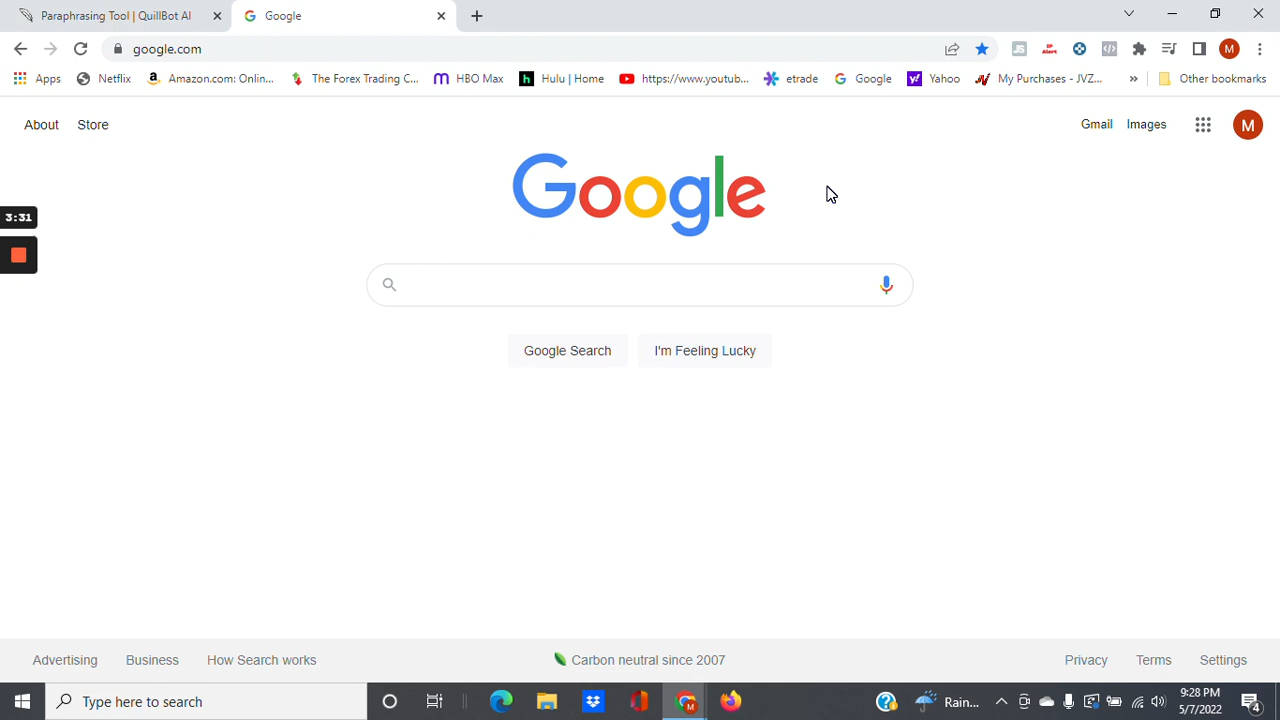 Paraphrasing Tool | QuillBot AI
Google
google.com
JS
M
Apps
Netflix
Amazon.com: Onlin...
The Forex Trading C...
HBO Max
Hulu | Home
https://www.youtub...
etrade
Google
Yahoo
My Purchases - JVZ...
Other bookmarks
About
Store
Gmail
Images
M
Google
3:31
Google Search
I'm Feeling Lucky
Advertising
Business
How Search works
Carbon neutral since 2007
Privacy
Terms
Settings
Type here to search
Rain...
9:28 PM
5/7/2022
4